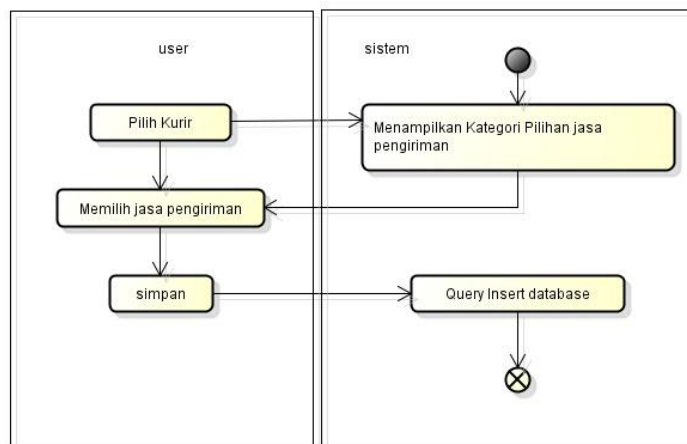 user
sistem
Pilih Kurir
Menampilkan Kategori Pilihan jasa
pengiriman
Memilih jasa pengiriman
simpan
Query Insert database